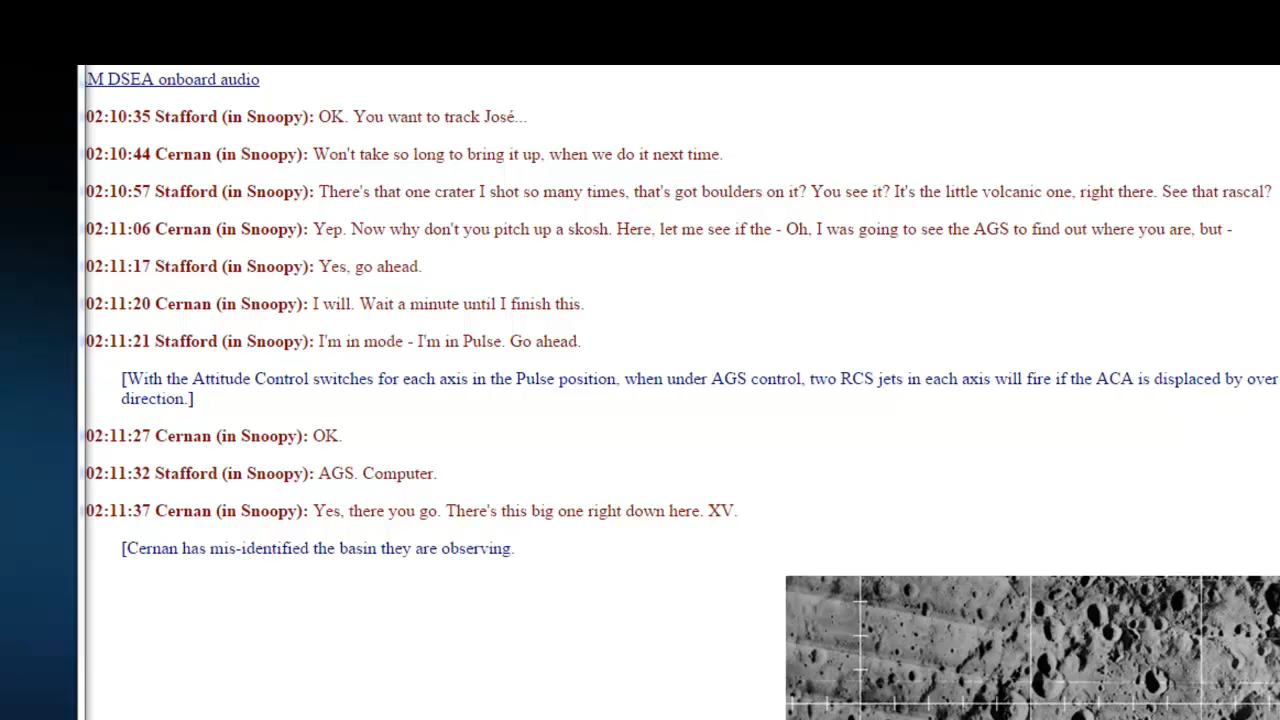 M DSEA onboard audio
02:10:35 Stafford (in Snoopy): OK. You want to track José...
02:10:44 Cernan (in Snoopy): Won't take so long to bring it up, when we do it next time.
02:10:57 Stafford (in Snoopy): There's that one crater I shot so many times, that's got boulders on it? You see it? It's the little volcanic one, right there. See that rascal?
02:11:06 Cernan (in Snoopy): Yep. Now why don't you pitch up a skosh. Here, let me see if the - Oh, I was going to see the AGS to find out where you are, but -
02:11:17 Stafford (in Snoopy): Yes, go ahead.
02:11:20 Cernan (in Snoopy): I will. Wait a minute until I finish this.
02:11:21 Stafford (in Snoopy): I'm in mode - I'm in Pulse. Go ahead.
[With the Attitude Control switches for each axis in the Pulse position, when under AGS control, two RCS jets in each axis will fire if the ACA is displaced by over
direction.]
02:11:27 Cernan (in Snoopy): OK.
02:11:32 Stafford (in Snoopy): AGS. Computer.
02:11:37 Cernan (in Snoopy): Yes, there you go. There's this big one right down here. XV.
[Cernan has mis-identified the basin they are observing.